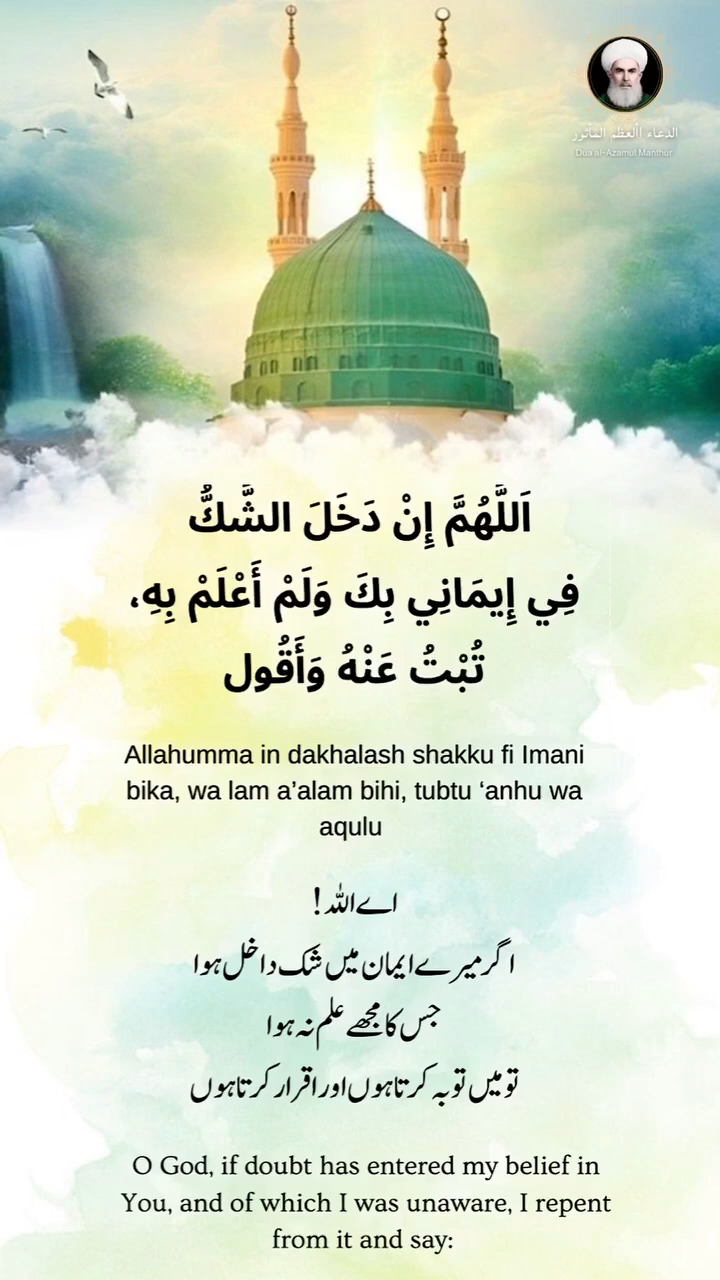 الدعاء الأعظم المأثور
Dua al-Azamul Manthur
اَللَّهُمَّ إِنْ دَخَلَ الشَّكُّ
فِي إِيمَانِي بِكَ وَلَمْ أَعْلَمْ بِهِ،
تُبْتُ عَنْهُ وَأَقُول
Allahumma in dakhalash shakku fi Imani
bika, wa lam a’alam bihi, tubtu ‘anhu wa
aqulu
اے اللہ !
اگر میرے ایمان میں شک داخل ہوا
جس کا مجھے علم نہ ہوا
تو میں توبہ کرتا ہوں اور اقرار کرتا ہوں
O God, if doubt has entered my belief in
You, and of which I was unaware, I repent
from it and say: